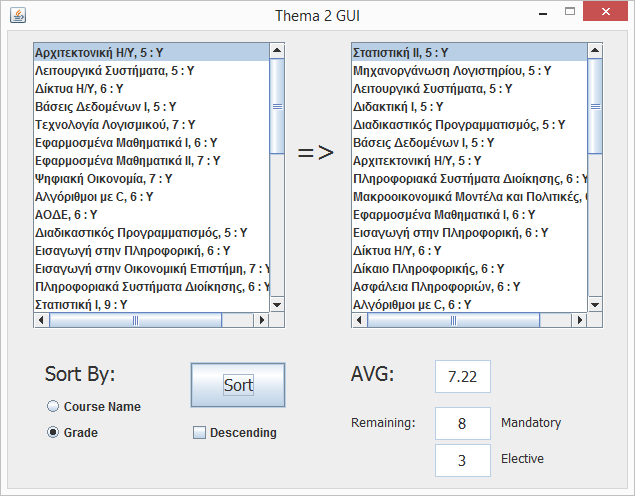 Thema 2 GUI
Αρχιτεκτονική Η/Υ, 5 : Υ
Λειτουργικά Συστήματα, 5 : Υ
Δίκτυα Η/Υ, 6 : Υ
Βάσεις Δεδομένων Ι, 5 : Υ
Τεχνολογία Λογισμικού, 7 : Υ
Εφαρμοσμένα Μαθηματικά Ι, 6 : Υ
Εφαρμοσμένα Μαθηματικά ΙΙ, 7 : Υ
Ψηφιακή Οικονομία, 7 : Υ
Αλγόριθμοι με C, 6 : Υ
ΑΟΔΕ, 6 : Υ
Διαδικαστικός Προγραμματισμός, 5 : Υ
Εισαγωγή στην Πληροφορική, 6 : Υ
Εισαγωγή στην Οικονομική Επιστήμη, 7 : Υ
Πληροφοριακά Συστήματα Διοίκησης, 6 : Υ
Στατιστική Ι, 9 : Υ
=>
Στατιστική ΙΙ, 5 : Υ
Μηχανοργάνωση Λογιστηρίου, 5 : Υ
Λειτουργικά Συστήματα, 5 : Υ
Διδακτική Ι, 5 : Υ
Διαδικαστικός Προγραμματισμός, 5 : Υ
Βάσεις Δεδομένων Ι, 5 : Υ
Αρχιτεκτονική Η/Υ, 5 : Υ
Πληροφοριακά Συστήματα Διοίκησης, 6 : Υ
Μακροοικονομικά Μοντέλα και Πολιτικές, 6
Εφαρμοσμένα Μαθηματικά Ι, 6 : Υ
Εισαγωγή στην Πληροφορική, 6 : Υ
Δίκτυα Η/Υ, 6 : Υ
Δίκαιο Πληροφορικής, 6 : Υ
Ασφάλεια Πληροφοριών, 6 : Υ
Αλγόριθμοι με C, 6 : Υ
Sort By:
Course Name
Grade
Sort
Descending
AVG: 7.22
Remaining: 8 Mandatory
3 Elective